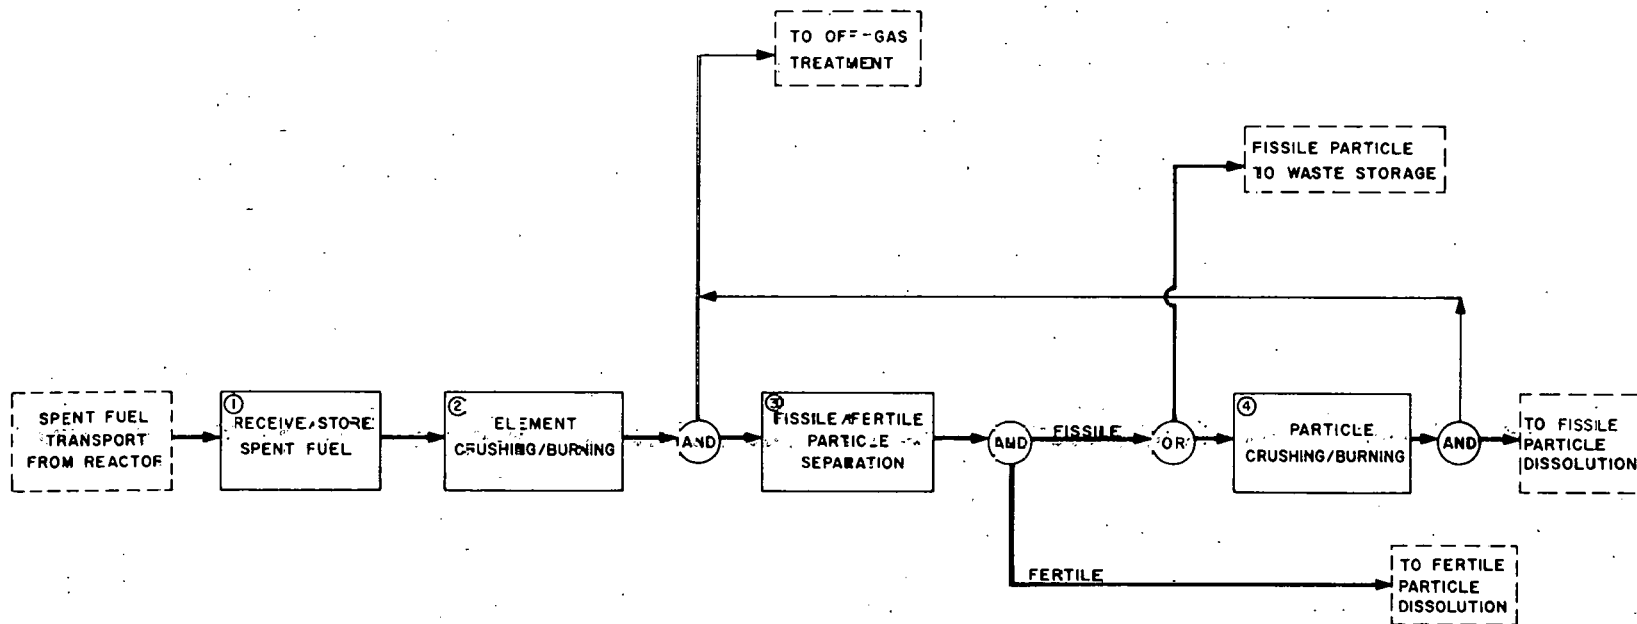 TO OFF-GAS
TREATMENT
FISSILE PARTICLE
TO WASTE STORAGE
SPENT FUEL
TRANSPORT
FROM REACTOR
①
RECEIVE/STORE
SPENT FUEL
②
ELEMENT
CRUSHING/BURNING
AND
③
FISSILE/FERTILE
PARTICLE
SEPARATION
AND
FISSILE
OR
④
PARTICLE
CRUSHING/BURNING
AND
TO FISSILE
PARTICLE
DISSOLUTION
FERTILE
TO FERTILE
PARTICLE
DISSOLUTION